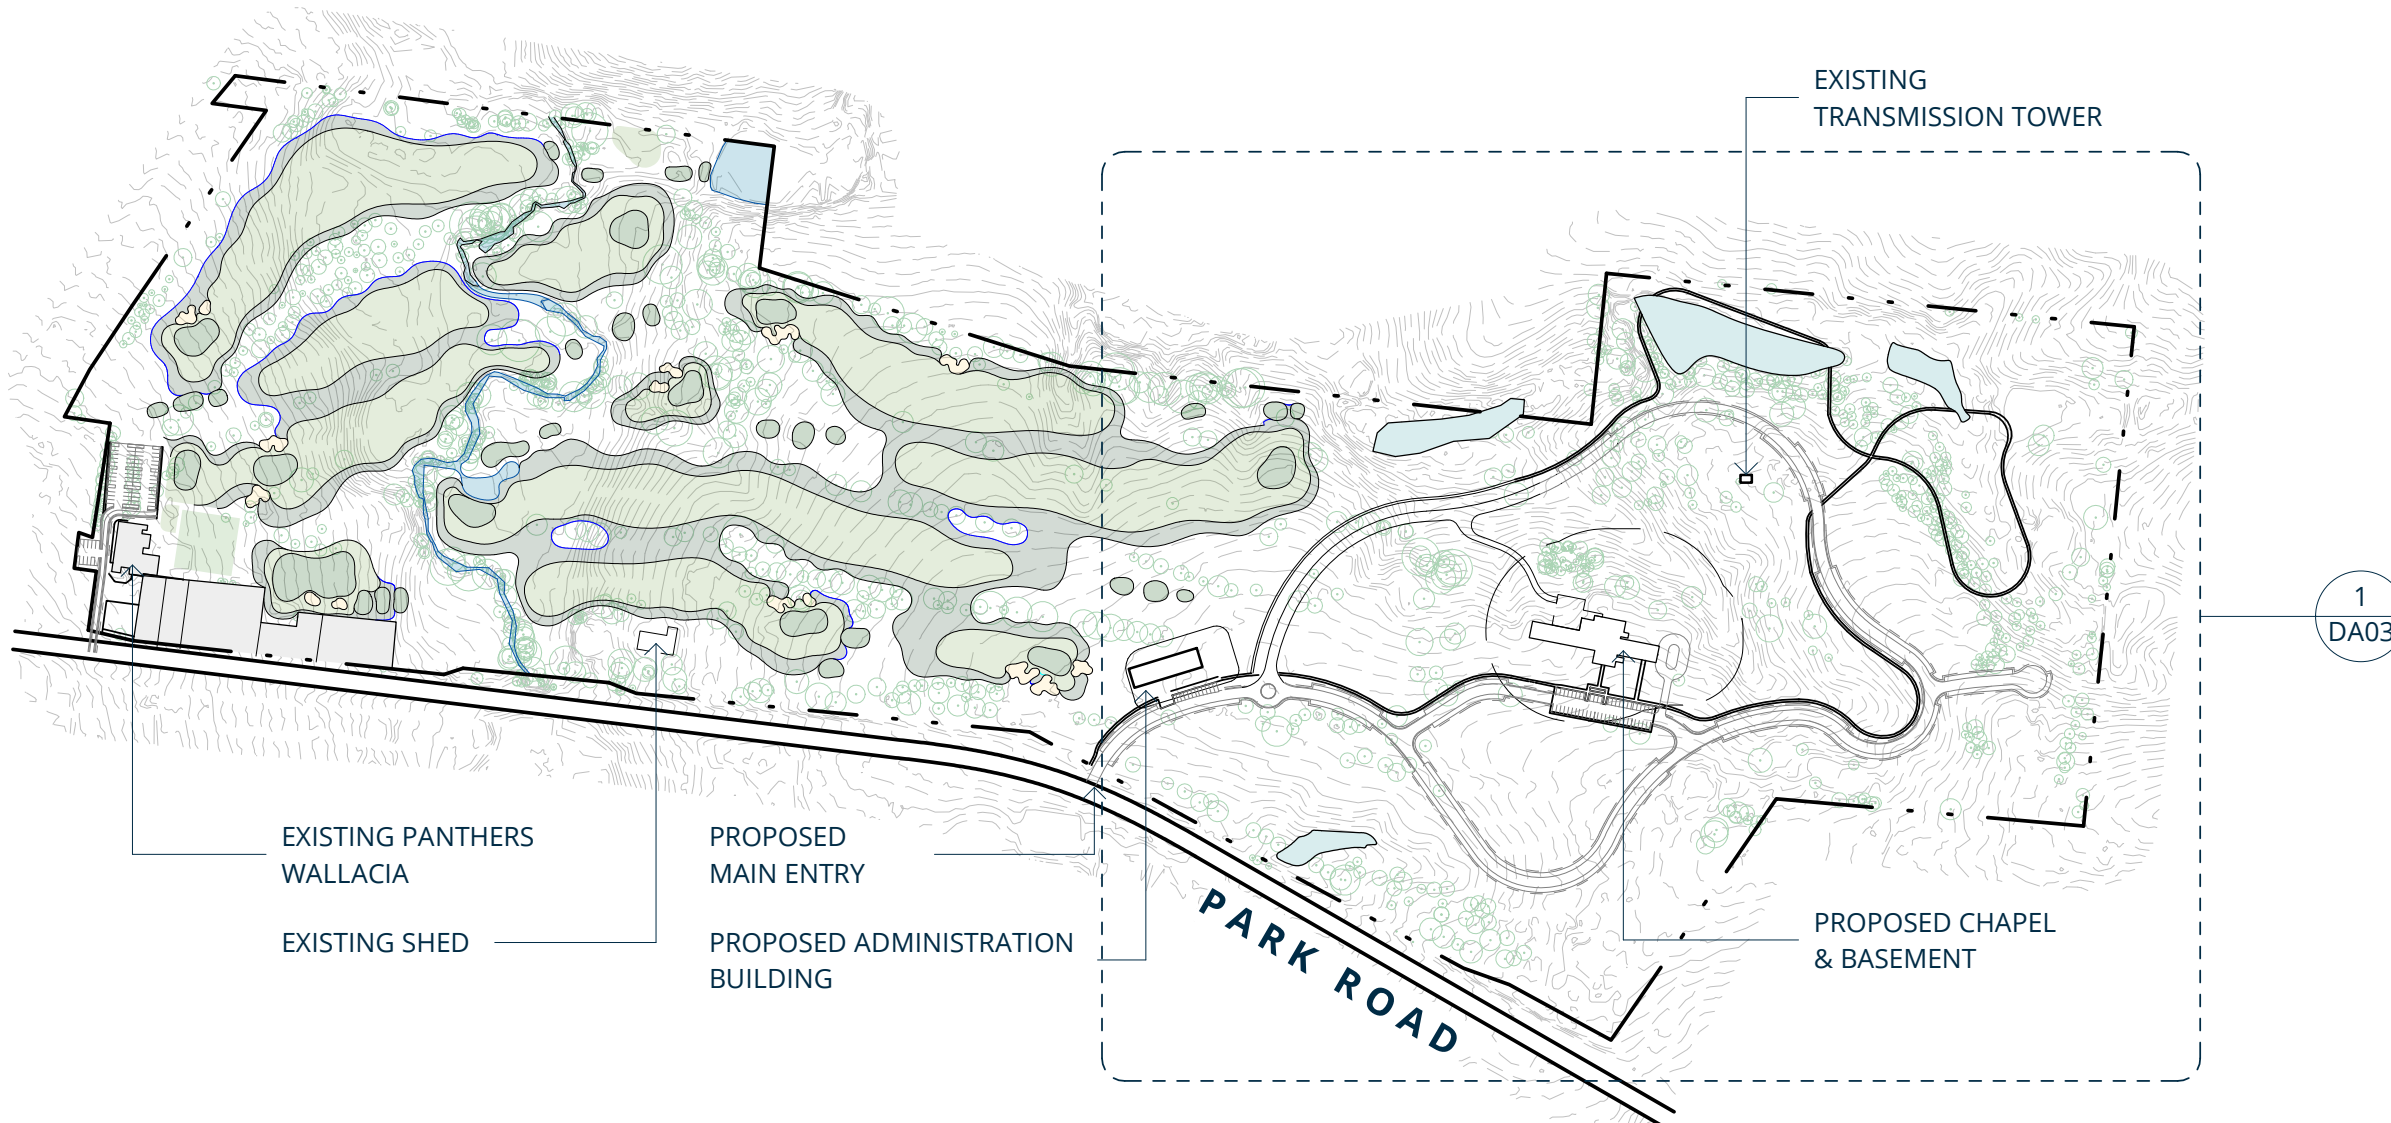 EXISTING
TRANSMISSION TOWER
1
DA03
EXISTING PANTHERS
WALLACIA
EXISTING SHED
PROPOSED
MAIN ENTRY
PROPOSED ADMINISTRATION
BUILDING
PARK ROAD
PROPOSED CHAPEL
& BASEMENT